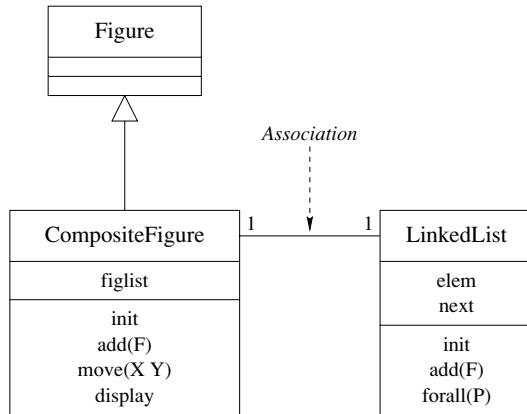 Figure
Association
CompositeFigure
1
1
LinkedList
figlist
init
add(F)
move(X Y)
display
elem
next
init
add(F)
forall(P)